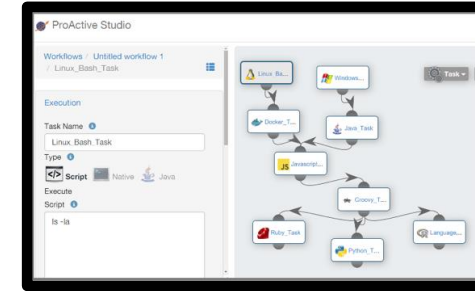 ProActive Studio
Workflows / Untitled workflow 1
/ Linux_Bash_Task
Execution
Task Name
Linux_Bash_Task
Type
Script Native Java
Execute
Script
ls -la
Linux_Ba...
Windows...
Task
Docker_T...
Java_Task
JS Javascript...
Groovy_T...
Ruby_Task
Python_T...
R Language...